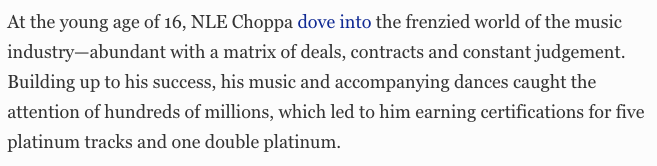 At the young age of 16, NLE Choppa dove into the frenzied world of the music
industry—abundant with a matrix of deals, contracts and constant judgement.
Building up to his success, his music and accompanying dances caught the
attention of hundreds of millions, which led to him earning certifications for five
platinum tracks and one double platinum.